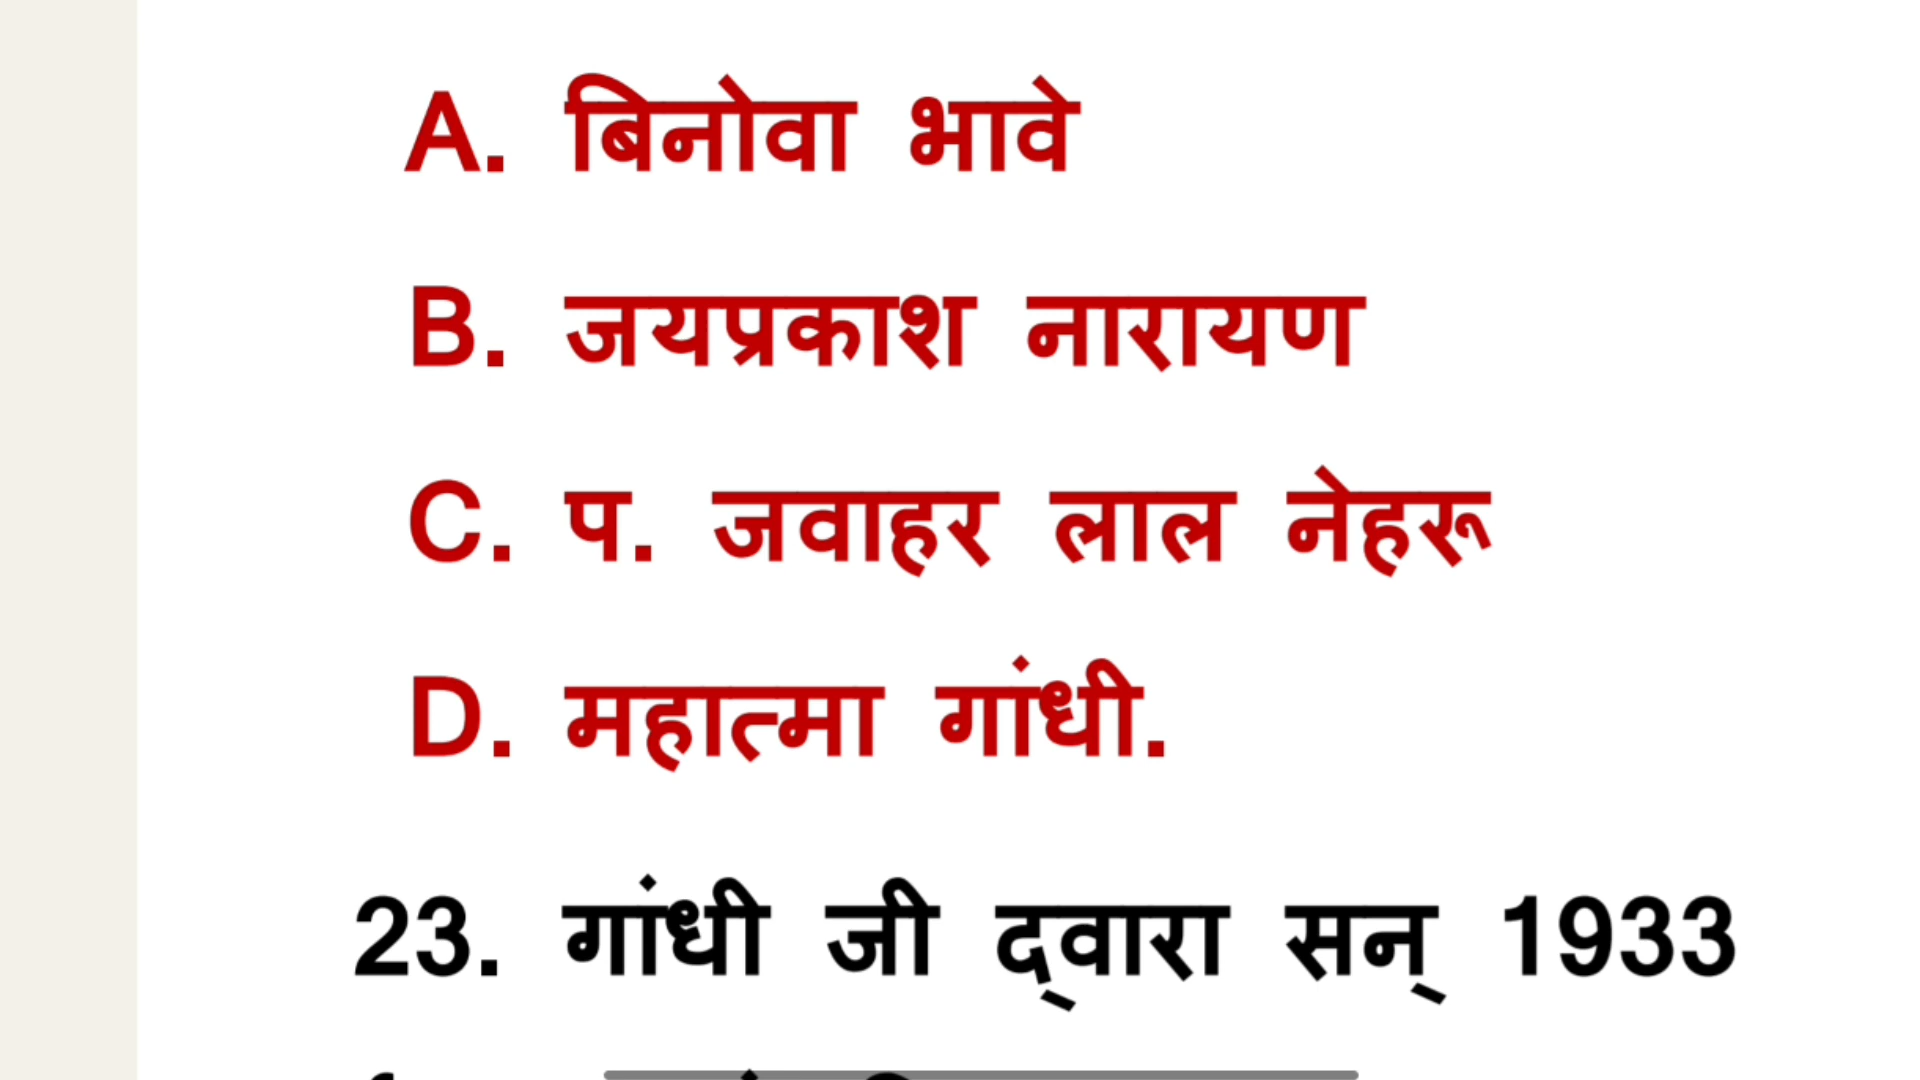 A. बिनोवा भावे
B. जयप्रकाश नारायण
C. प. जवाहर लाल नेहरू
D. महात्मा गांधी.
23. गांधी जी द्‌वारा सन् 1933